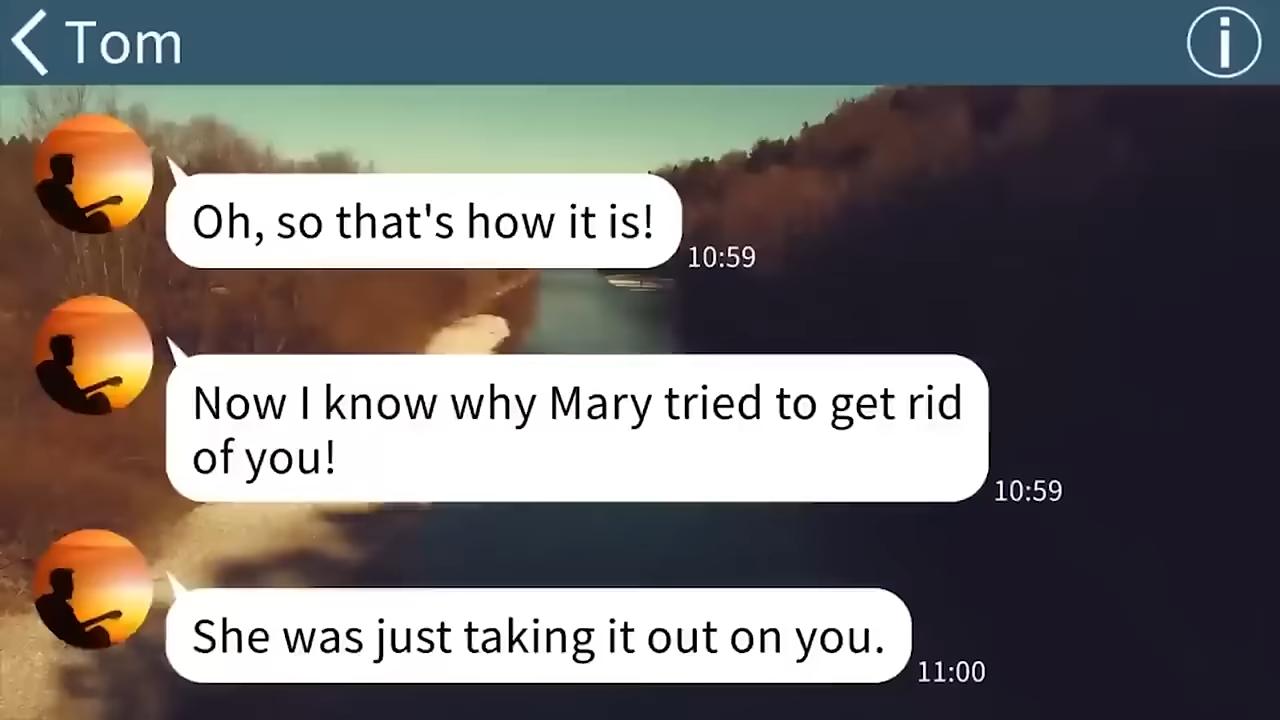 Tom
Oh, so that's how it is!
10:59
Now I know why Mary tried to get rid
of you!
10:59
She was just taking it out on you.
11:00